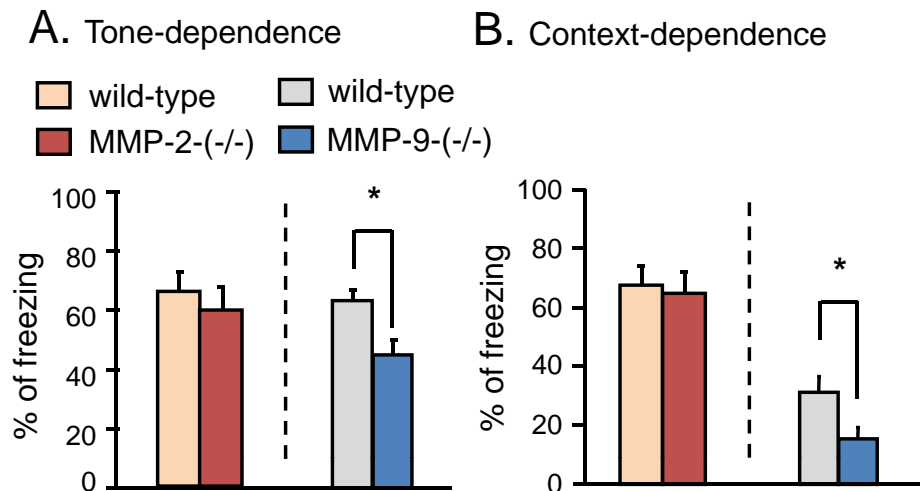 A. Tone-dependence
B. Context-dependence
wild-type
wild-type
MMP-2-(-/-)
MMP-9-(-/-)
% of freezing
100
80
60
40
20
0
*
% of freezing
100
80
60
40
20
0
*